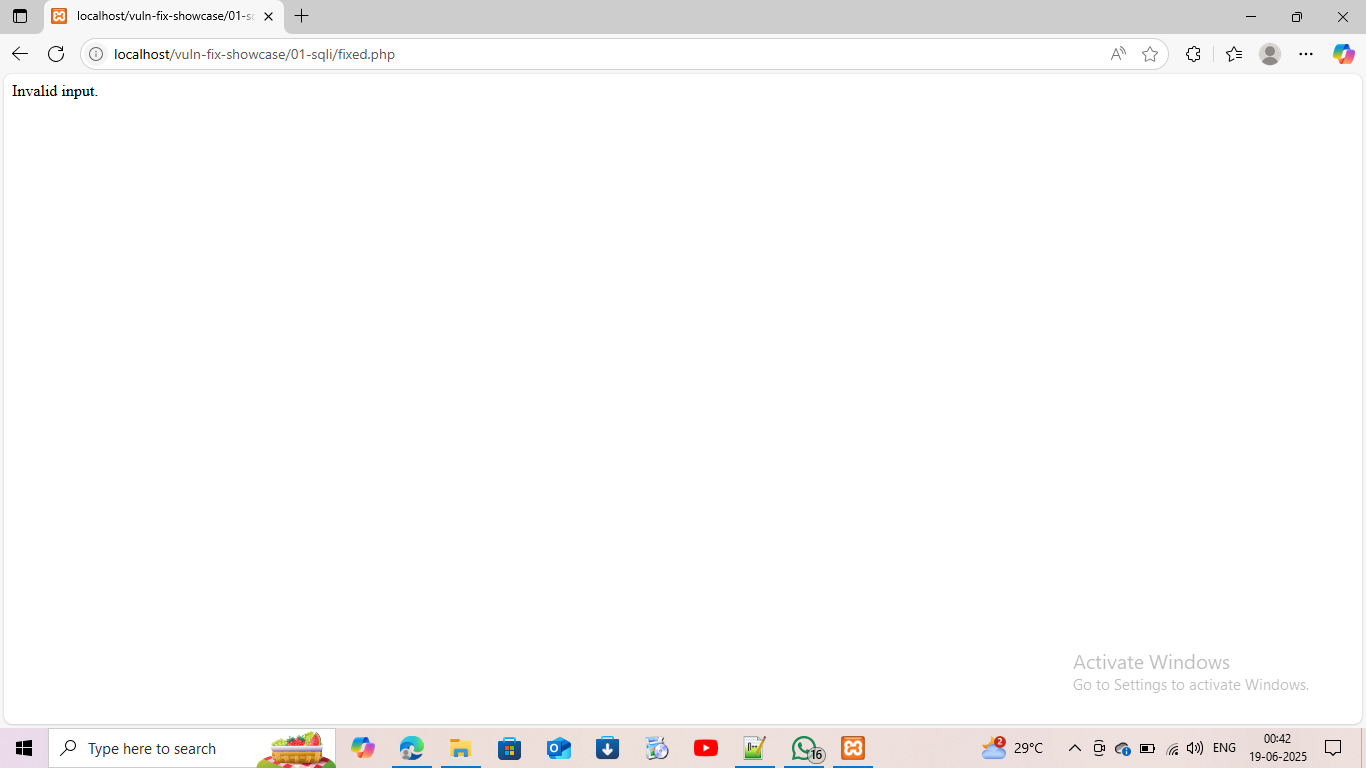 localhost/vuln-fix-showcase/01-sc
localhost/vuln-fix-showcase/01-sqli/fixed.php
Invalid input.
Activate Windows
Go to Settings to activate Windows.
Type here to search
16
2
29°C
ENG
00:42
19-06-2025